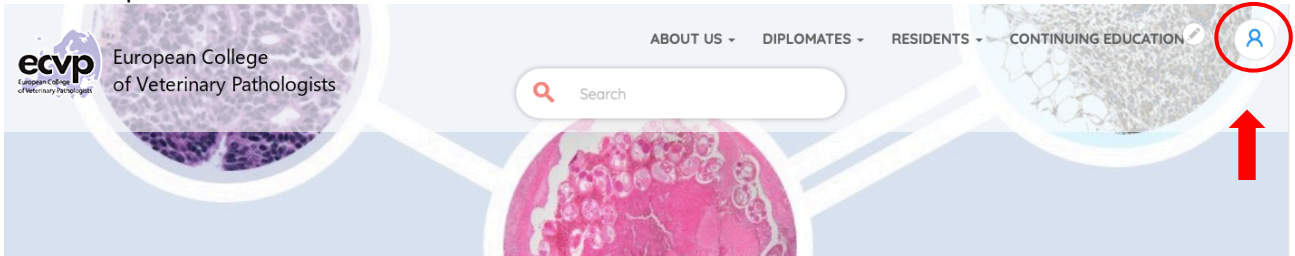 ecvp
European College
of Veterinary Pathologists
European College
of Veterinary Pathologists
ABOUT US
DIPLOMATES
RESIDENTS
CONTINUING EDUCATION
Search